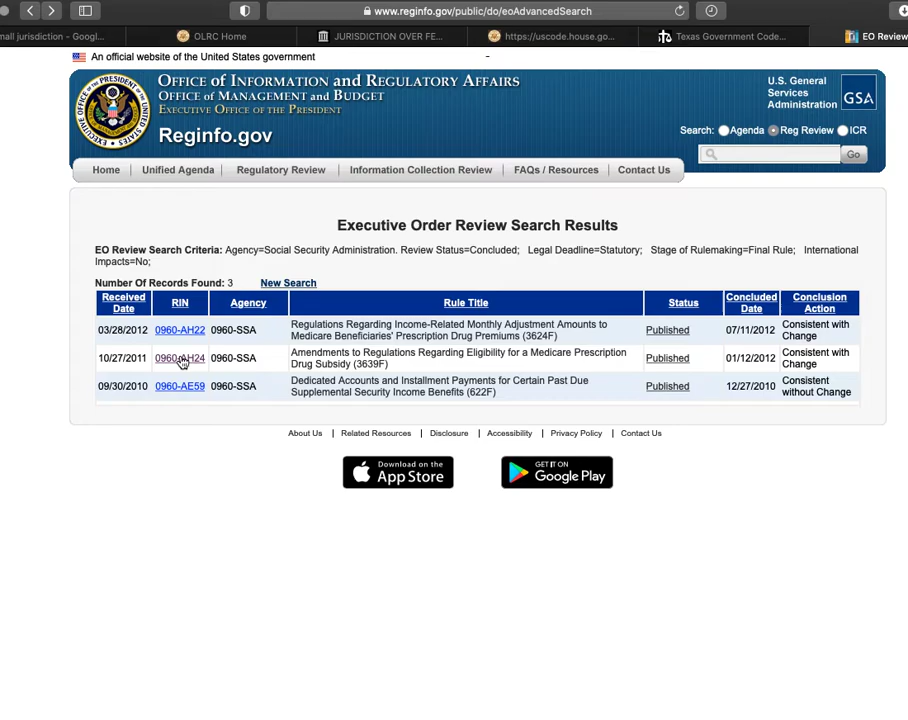 www.reginfo.gov/public/do/eoAdvancedSearch
mall jurisdiction - Googl...
OLRC Home
JURISDICTION OVER FE...
https://uscode.house.go...
Texas Government Code...
EO Review
An official website of the United States government
OFFICE OF INFORMATION AND REGULATORY AFFAIRS
OFFICE OF MANAGEMENT AND BUDGET
EXECUTIVE OFFICE OF THE PRESIDENT
Reginfo.gov
U.S. General
Services
Administration
GSA
Search: Agenda Reg Review ICR
Go
Home | Unified Agenda | Regulatory Review | Information Collection Review | FAQs / Resources | Contact Us
Executive Order Review Search Results
EO Review Search Criteria: Agency=Social Security Administration. Review Status=Concluded; Legal Deadline=Statutory; Stage of Rulemaking=Final Rule; International
Impacts=No;
Number Of Records Found: 3 New Search
Received Date RIN Agency Rule Title Status Concluded Date Conclusion Action
03/28/2012 0960-AH22 0960-SSA Regulations Regarding Income-Related Monthly Adjustment Amounts to Medicare Beneficiaries' Prescription Drug Premiums (3624F) Published 07/11/2012 Consistent with Change
10/27/2011 0960-AH24 0960-SSA Amendments to Regulations Regarding Eligibility for a Medicare Prescription Drug Subsidy (3639F) Published 01/12/2012 Consistent with Change
09/30/2010 0960-AE59 0960-SSA Dedicated Accounts and Installment Payments for Certain Past Due Supplemental Security Income Benefits (622F) Published 12/27/2010 Consistent without Change
About Us | Related Resources | Disclosure | Accessibility | Privacy Policy | Contact Us
Download on the
App Store
GET IT ON
Google Play